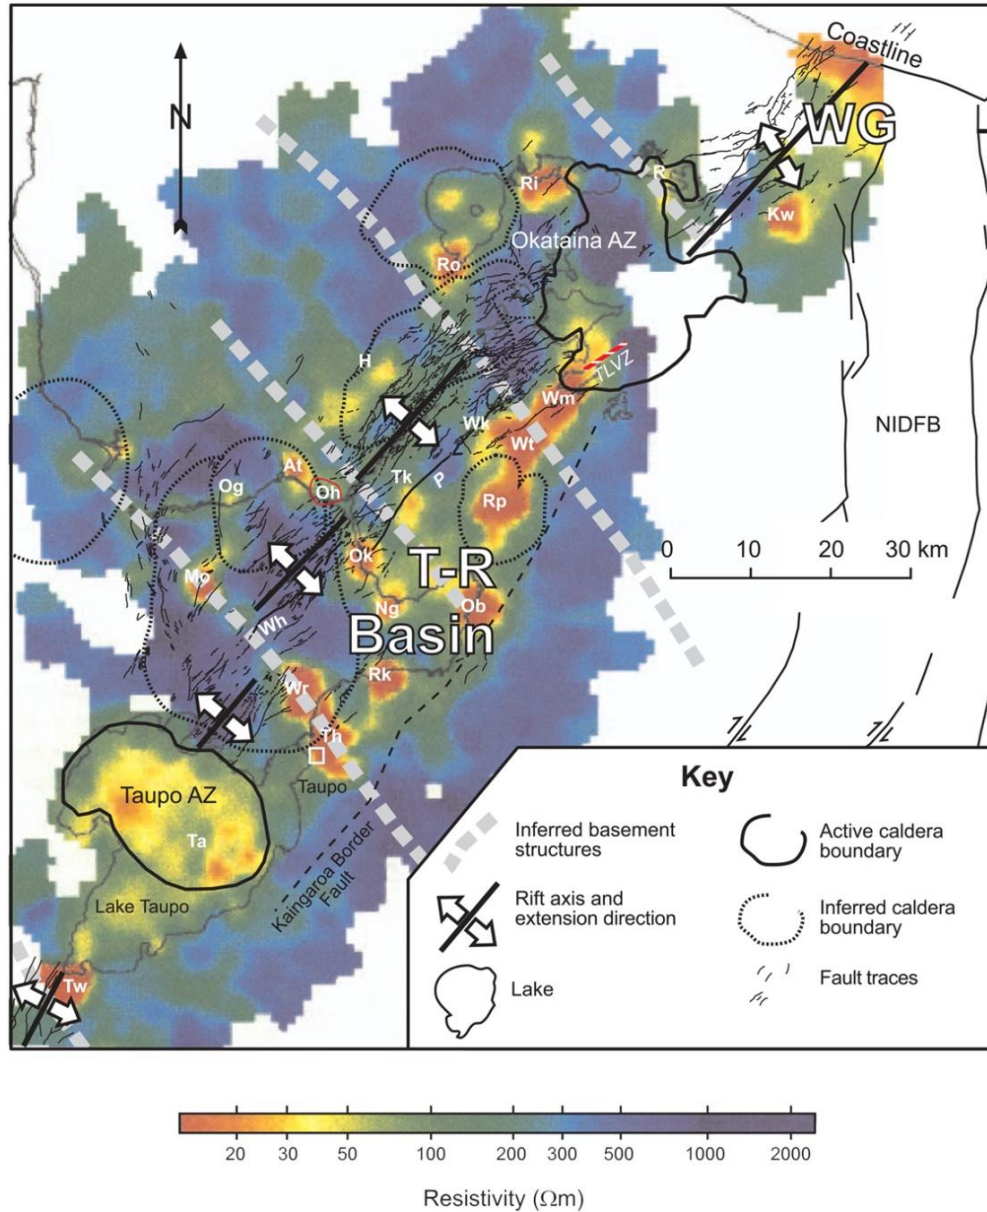 Coastline
N
WG
R
Ri
Kw
Okataina AZ
Ro
H
TLVZ
Wm
Wk
Wt
NIDFB
At
Tk
P
Og
Oh
Rp
0 10 20 30 km
Ok
T-R
Mo
Ng
Ob
Wh
Basin
Rk
Wr
Th
Taupo
Taupo AZ
Ta
Kaingaroa Border
Fault
Lake Taupo
Tw
Key
Inferred basement
structures
Active caldera
boundary
Rift axis and
extension direction
Inferred caldera
boundary
Lake
Fault traces
20 30 50 100 200 300 500 1000 2000
Resistivity (Ωm)